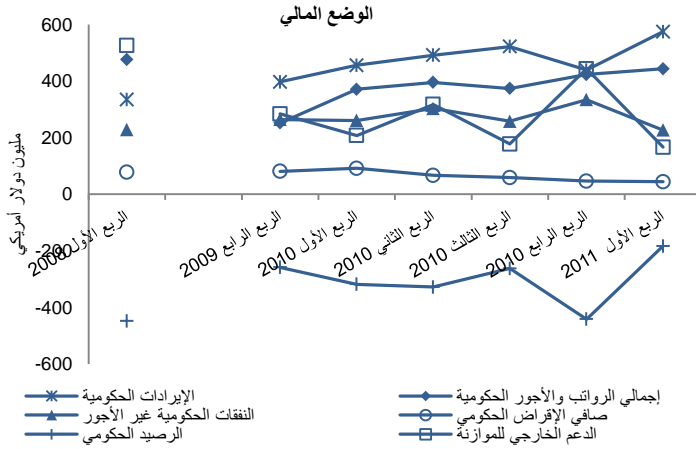 الوضع المالي
مليون دولار أمريكي
600
400
200
0
-200
-400
-600
الربع الأول 2008
الربع الرابع 2009
الربع الأول 2010
الربع الثاني 2010
الربع الثالث 2010
الربع الرابع 2010
الربع الأول 2011
إجمالي الرواتب والأجور الحكومية
الإيرادات الحكومية
صافي الإقراض الحكومي
النفقات الحكومية غير الأجور
الدعم الخارجي للموازنة
الرصيد الحكومي